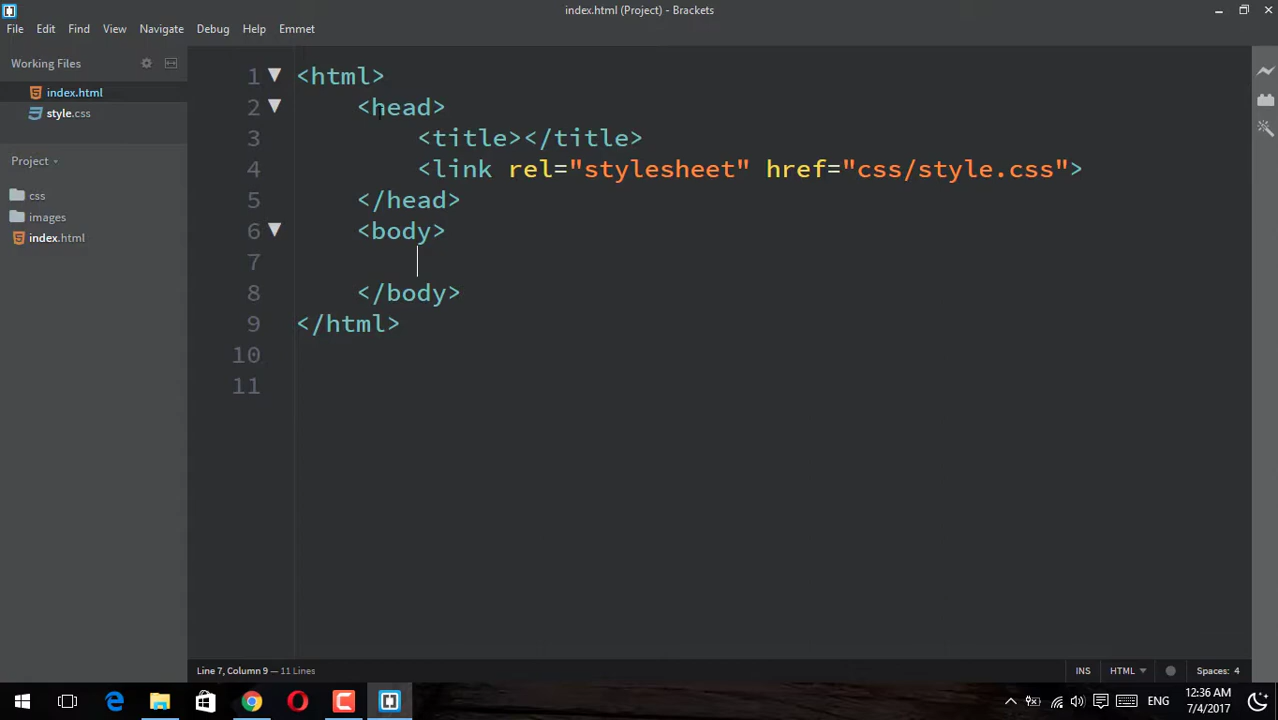 index.html (Project) - Brackets
File Edit Find View Navigate Debug Help Emmet
Working Files
index.html
style.css
Project
css
images
index.html
1 <html>
2 <head>
3 <title></title>
4 <link rel="stylesheet" href="css/style.css">
5 </head>
6 <body>
7
8 </body>
9 </html>
10
11
Line 7, Column 9 — 11 Lines
INS HTML Spaces: 4
ENG
12:36 AM
7/4/2017